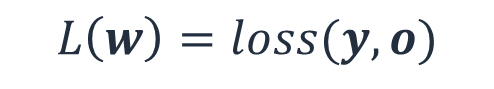 L(w) = loss(y, o)